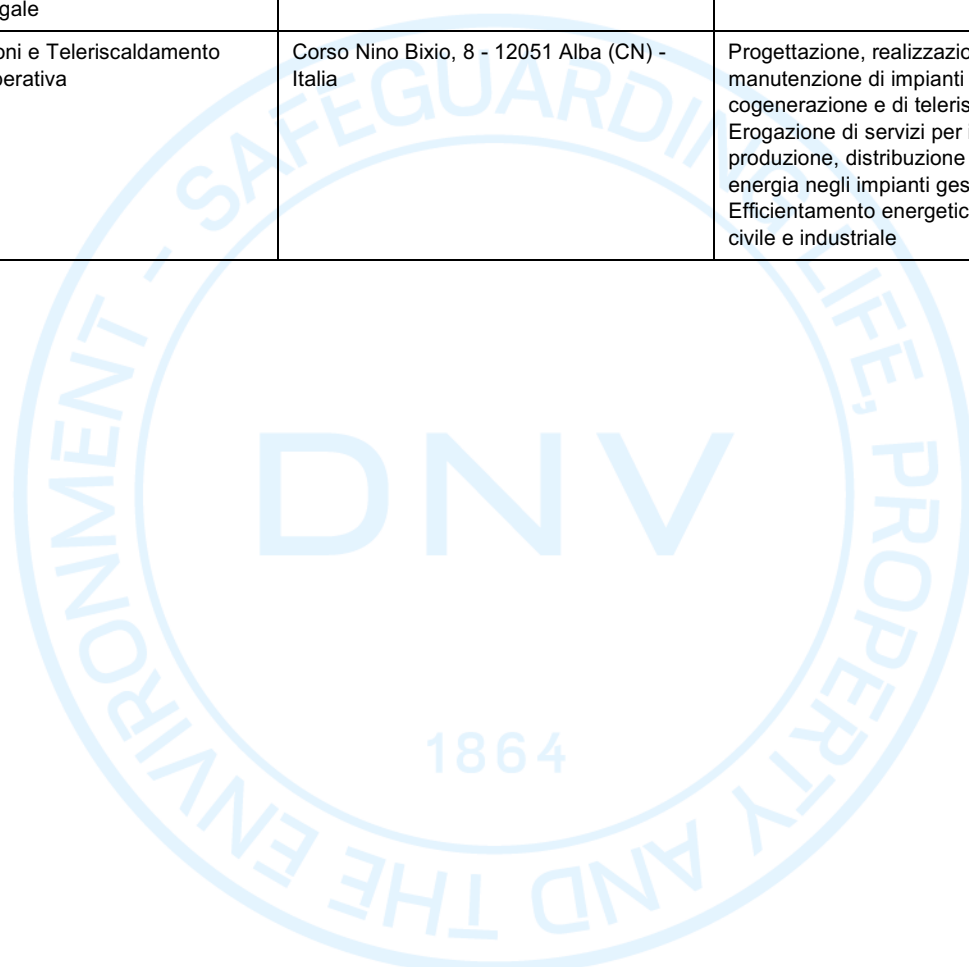 gale
oni e Teleriscaldamento
perativa
Corso Nino Bixio, 8 - 12051 Alba (CN) -
Italia
Progettazione, realizzazio
manutenzione di impianti
cogenerazione e di teleris
Erogazione di servizi per i
produzione, distribuzione
energia negli impianti ges
Efficientamento energetic
civile e industriale
SAFEGUARDING LIFE, PROPERTY AND THE ENVIRONMENT -
DNV
1864